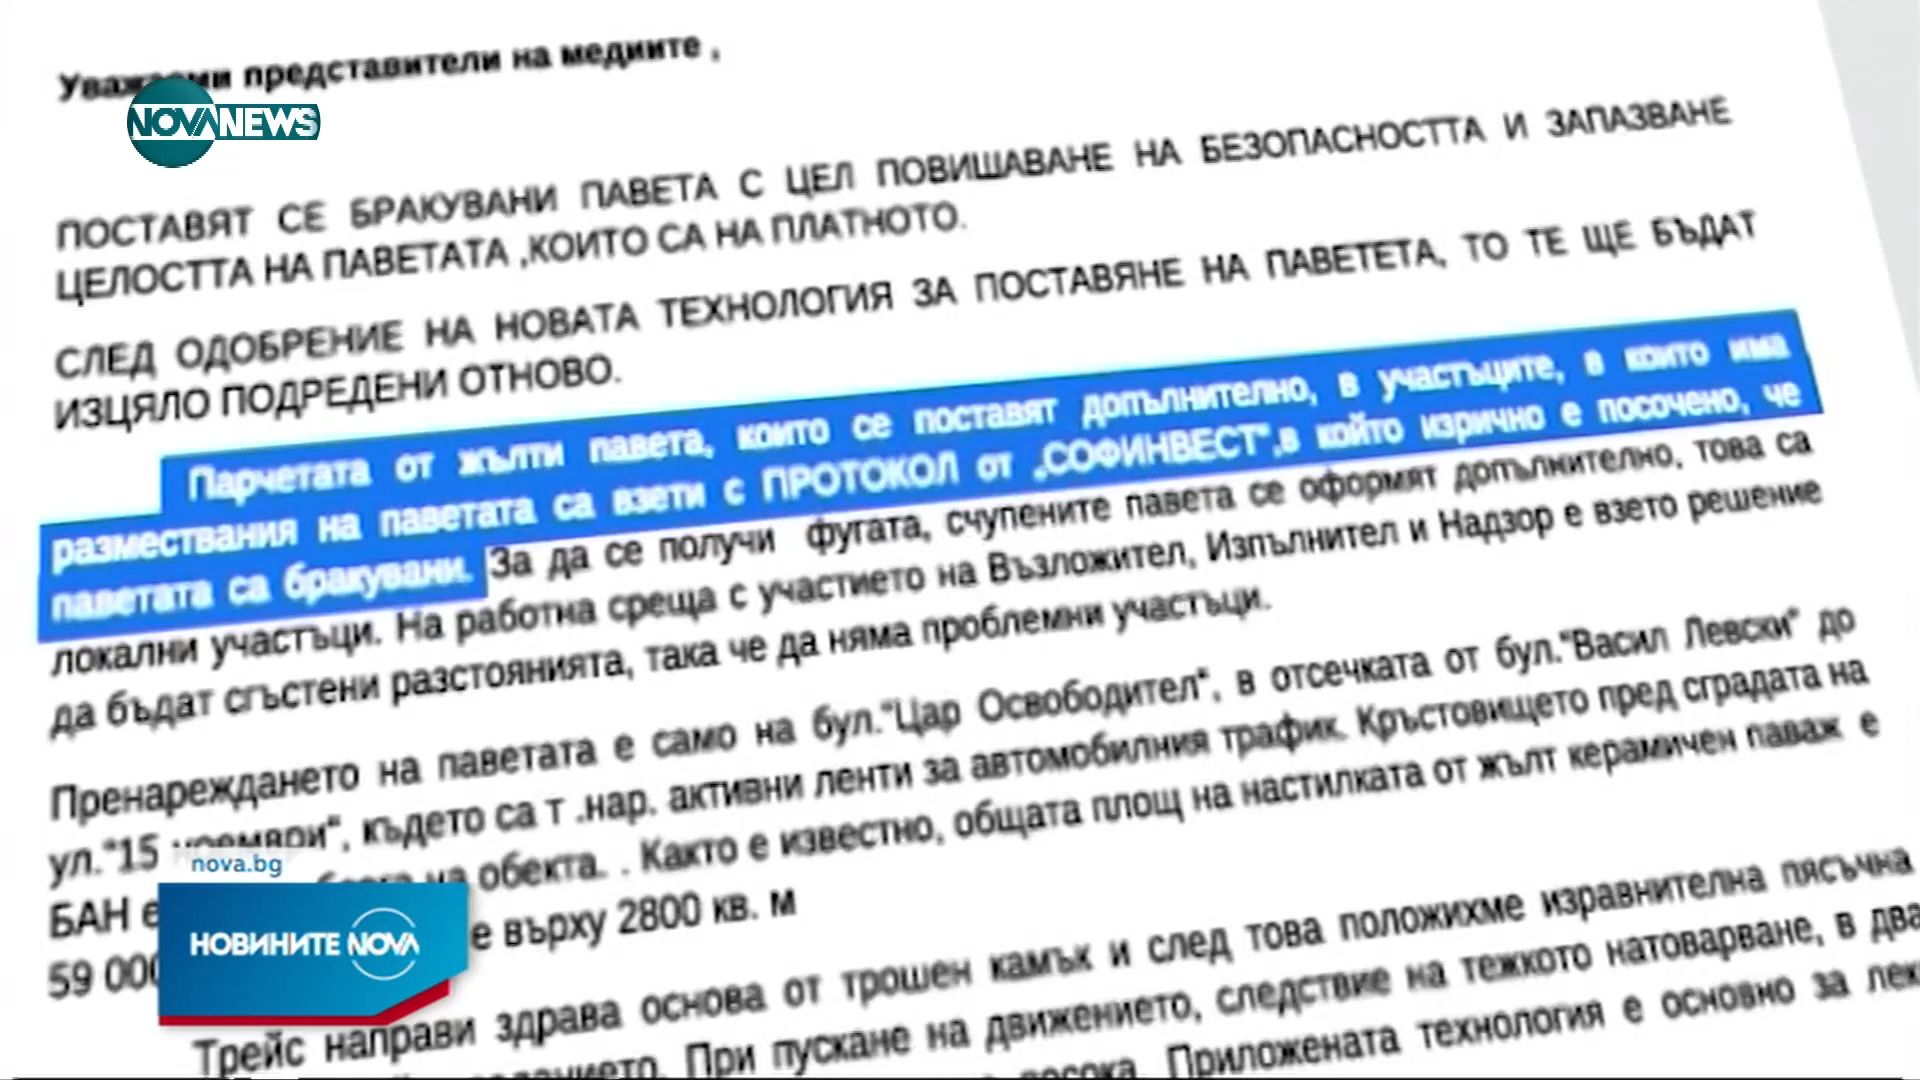 Уважаеми представители на медиите ,
NOVANEWS
ПОСТАВЯТ СЕ БРАКУВАНИ ПАВЕТА С ЦЕЛ ПОВИШАВАНЕ НА БЕЗОПАСНОСТТА И ЗАПАЗВАНЕ
ЦЕЛОСТТА НА ПАВЕТАТА ,КОИТО СА НА ПЛАТНОТО.
СЛЕД ОДОБРЕНИЕ НА НОВАТА ТЕХНОЛОГИЯ ЗА ПОСТАВЯНЕ НА ПАВЕТЕТА, ТО ТЕ ЩЕ БЪДАТ
ИЗЦЯЛО ПОДРЕДЕНИ ОТНОВО.
Парчетата от жълти павета, които се поставят допълнително, в участъците, в които има
размествания на паветата са взети с ПРОТОКОЛ от „СОФИНВЕСТ“,в който изрично е посочено, че
паветата са бракувани. За да се получи фугата, счупените павета се оформят допълнително, това са
локални участъци. На работна среща с участието на Възложител, Изпълнител и Надзор е взето решение
да бъдат сгъстени разстоянията, така че да няма проблемни участъци.
Пренареждането на паветата е само на бул.“Цар Освободител“, в отсечката от бул.“Васил Левски“ до
ул.“15 ноември“, където са т .нар. активни ленти за автомобилния трафик. Кръстовището пред сградата на
БАН е на обекта. . Както е известно, общата площ на настилката от жълт керамичен паваж е
59 000 е върху 2800 кв. м
Трейс направи здрава основа от трошен камък и след това положихме изравнителна пясъчна
При пускане на движението, следствие на тежкото натоварване, в два
посока. Приложената технология е основно за лек
nova.bg
НОВИНИТЕ NOVA